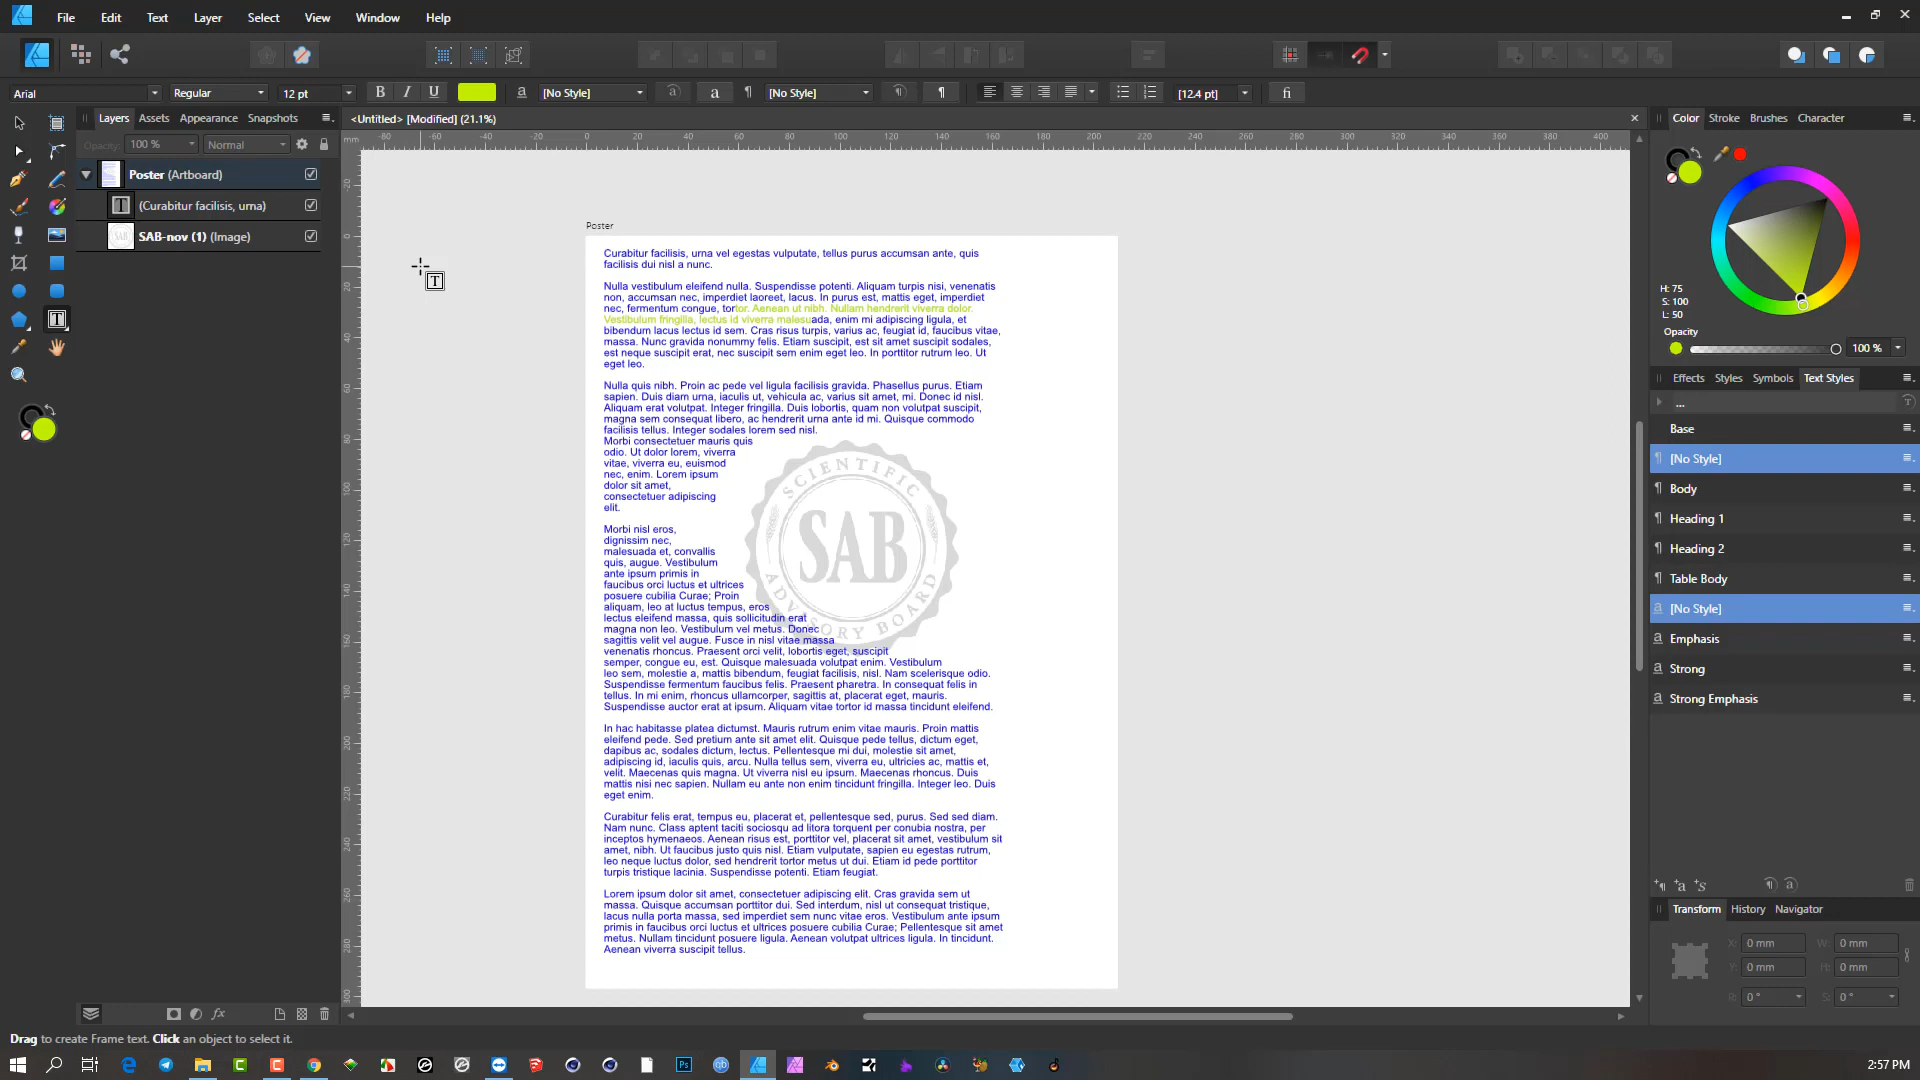 File Edit Text Layer Select View Window Help
Arial Regular 12 pt B I U a [No Style] a a ¶ [No Style] ¶ [12.4 pt] fi
Layers Assets Appearance Snapshots
<Untitled> [Modified] (21.1%)
Color Stroke Brushes Character
Opacity: 100 % Normal
mm -80 -60 -40 -20 0 20 40 60 80 100 120 140 160 180 200 220 240 260 280 300 320 340 360 380 400
Poster (Artboard)
(Curabitur facilisis, urna)
SAB-nov (1) (Image)
Poster
Curabitur facilisis, urna vel egestas vulputate, tellus purus accumsan ante, quis
facilisis dui nisl a nunc.
Nulla vestibulum eleifend nulla. Suspendisse potenti. Aliquam turpis nisi, venenatis
non, accumsan nec, imperdiet laoreet, lacus. In purus est, mattis eget, imperdiet
nec, fermentum congue, tortor. Aenean ut nibh. Nullam hendrerit viverra dolor.
Vestibulum fringilla, lectus id viverra malesuada, enim mi adipiscing ligula, et
bibendum lacus lectus id sem. Cras risus turpis, varius ac, feugiat id, faucibus vitae,
massa. Nunc gravida nonummy felis. Etiam suscipit, est sit amet suscipit sodales,
est neque suscipit erat, nec suscipit sem enim eget leo. In porttitor rutrum leo. Ut
eget leo.
Nulla quis nibh. Proin ac pede vel ligula facilisis gravida. Phasellus purus. Etiam
sapien. Duis diam urna, iaculis ut, vehicula ac, varius sit amet, mi. Donec id nisl.
Aliquam erat volutpat. Integer fringilla. Duis lobortis, quam non volutpat suscipit,
magna sem consequat libero, ac hendrerit urna ante id mi. Quisque commodo
facilisis tellus. Integer sodales lorem sed nisl.
Morbi consectetuer mauris quis
odio. Ut dolor lorem, viverra
vitae, viverra eu, euismod
nec, enim. Lorem ipsum
dolor sit amet,
consectetuer adipiscing
elit.
Morbi nisl eros,
dignissim nec,
malesuada et, convallis
quis, augue. Vestibulum
ante ipsum primis in
faucibus orci luctus et ultrices
posuere cubilia Curae; Proin
aliquam, leo at luctus tempus, eros
lectus eleifend massa, quis sollicitudin erat
magna non leo. Vestibulum vel metus. Donec
sagittis velit vel augue. Fusce in nisl vitae massa
venenatis rhoncus. Praesent orci velit, lobortis eget, suscipit
semper, congue eu, est. Quisque malesuada volutpat enim. Vestibulum
leo sem, molestie a, mattis bibendum, feugiat facilisis, nisl. Nam scelerisque odio.
Suspendisse fermentum faucibus felis. Praesent pharetra. In consequat felis in
tellus. In mi enim, rhoncus ullamcorper, sagittis at, placerat eget, mauris.
Suspendisse auctor erat at ipsum. Aliquam vitae tortor id massa tincidunt eleifend.
In hac habitasse platea dictumst. Mauris rutrum enim vitae mauris. Proin mattis
eleifend pede. Sed pretium ante sit amet elit. Quisque pede tellus, dictum eget,
dapibus ac, sodales dictum, lectus. Pellentesque mi dui, molestie sit amet,
adipiscing id, iaculis quis, arcu. Nulla tellus sem, viverra eu, ultricies ac, mattis et,
velit. Maecenas quis magna. Ut viverra nisl eu ipsum. Maecenas rhoncus. Duis
mattis nisi nec sapien. Nullam eu ante non enim tincidunt fringilla. Integer leo. Duis
eget enim.
Curabitur felis erat, tempus eu, placerat et, pellentesque sed, purus. Sed sed diam.
Nam nunc. Class aptent taciti sociosqu ad litora torquent per conubia nostra, per
inceptos hymenaeos. Aenean risus est, porttitor vel, placerat sit amet, vestibulum sit
amet, nibh. Ut faucibus justo quis nisl. Etiam vulputate, sapien eu egestas rutrum,
leo neque luctus dolor, sed hendrerit tortor metus ut dui. Etiam id pede porttitor
turpis tristique lacinia. Suspendisse potenti. Etiam feugiat.
Lorem ipsum dolor sit amet, consectetuer adipiscing elit. Cras gravida sem ut
massa. Quisque accumsan porttitor dui. Sed interdum, nisl ut consequat tristique,
lacus nulla porta massa, sed imperdiet sem nunc vitae eros. Vestibulum ante ipsum
primis in faucibus orci luctus et ultrices posuere cubilia Curae; Pellentesque sit amet
metus. Nullam tincidunt posuere ligula. Aenean volutpat ultrices ligula. In tincidunt.
Aenean viverra suscipit tellus.
SCIENTIFIC
SAB
ADVISORY BOARD
H: 75
S: 100
L: 50
Opacity
100 %
Effects Styles Symbols Text Styles
...
Base
¶ [No Style]
¶ Body
¶ Heading 1
¶ Heading 2
¶ Table Body
a [No Style]
a Emphasis
a Strong
a Strong Emphasis
Transform History Navigator
X: 0 mm W: 0 mm
Y: 0 mm H: 0 mm
R: 0 ° S: 0 °
Drag to create Frame text. Click an object to select it.
2:57 PM